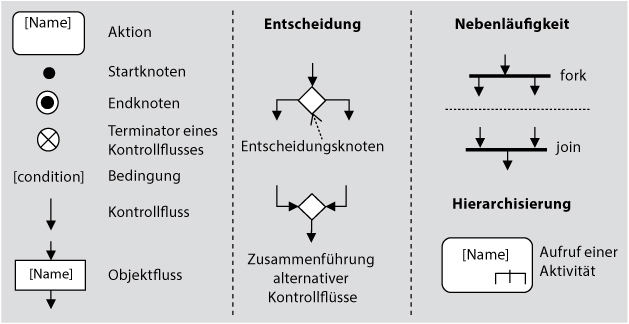 [Name]
Aktion
Startknoten
Endknoten
Terminator eines
Kontrollflusses
[condition]
Bedingung
Kontrollfluss
[Name]
Objektfluss
Entscheidung
Entscheidungsknoten
Zusammenführung
alternativer
Kontrollflüsse
Nebenläufigkeit
fork
join
Hierarchisierung
[Name]
Aufruf einer
Aktivität